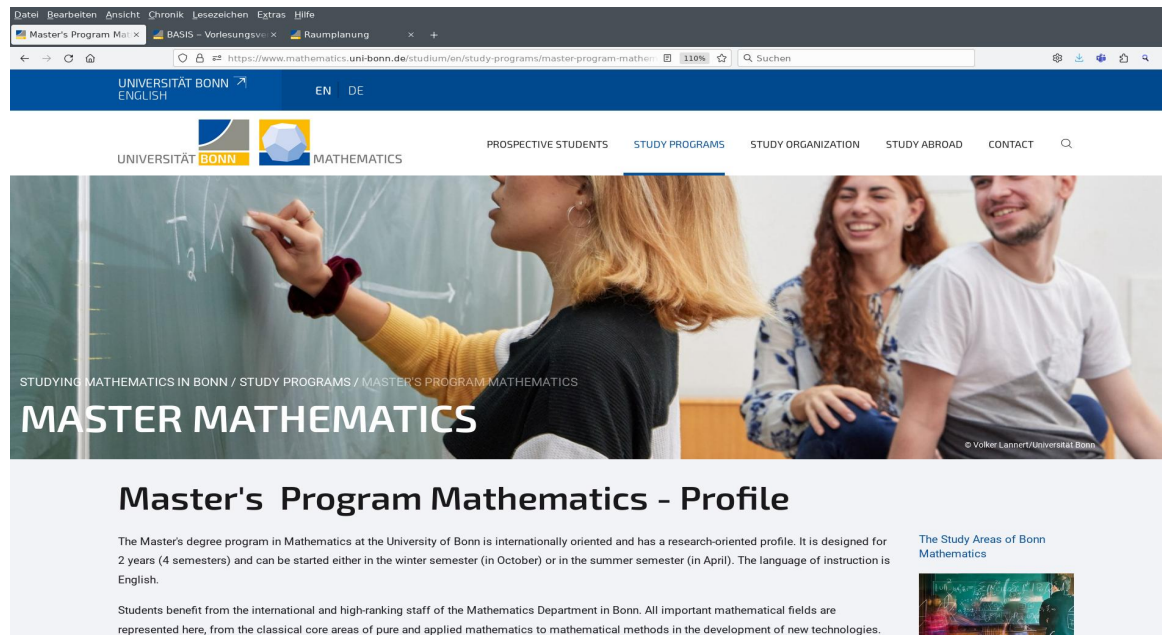 Datei Bearbeiten Ansicht Chronik Lesezeichen Extras Hilfe
Master's Program Mat × BASIS – Vorlesungsve × Raumplanung × +
https://www.mathematics.uni-bonn.de/studium/en/study-programs/master-program-mathem 110% Suchen
UNIVERSITÄT BONN
ENGLISH
EN DE
UNIVERSITÄT BONN MATHEMATICS
PROSPECTIVE STUDENTS STUDY PROGRAMS STUDY ORGANIZATION STUDY ABROAD CONTACT
STUDYING MATHEMATICS IN BONN / STUDY PROGRAMS / MASTER'S PROGRAM MATHEMATICS
MASTER MATHEMATICS
© Volker Lannert/Universität Bonn
Master's Program Mathematics - Profile
The Master's degree program in Mathematics at the University of Bonn is internationally oriented and has a research-oriented profile. It is designed for
2 years (4 semesters) and can be started either in the winter semester (in October) or in the summer semester (in April). The language of instruction is
English.
Students benefit from the international and high-ranking staff of the Mathematics Department in Bonn. All important mathematical fields are
represented here, from the classical core areas of pure and applied mathematics to mathematical methods in the development of new technologies.
The Study Areas of Bonn
Mathematics